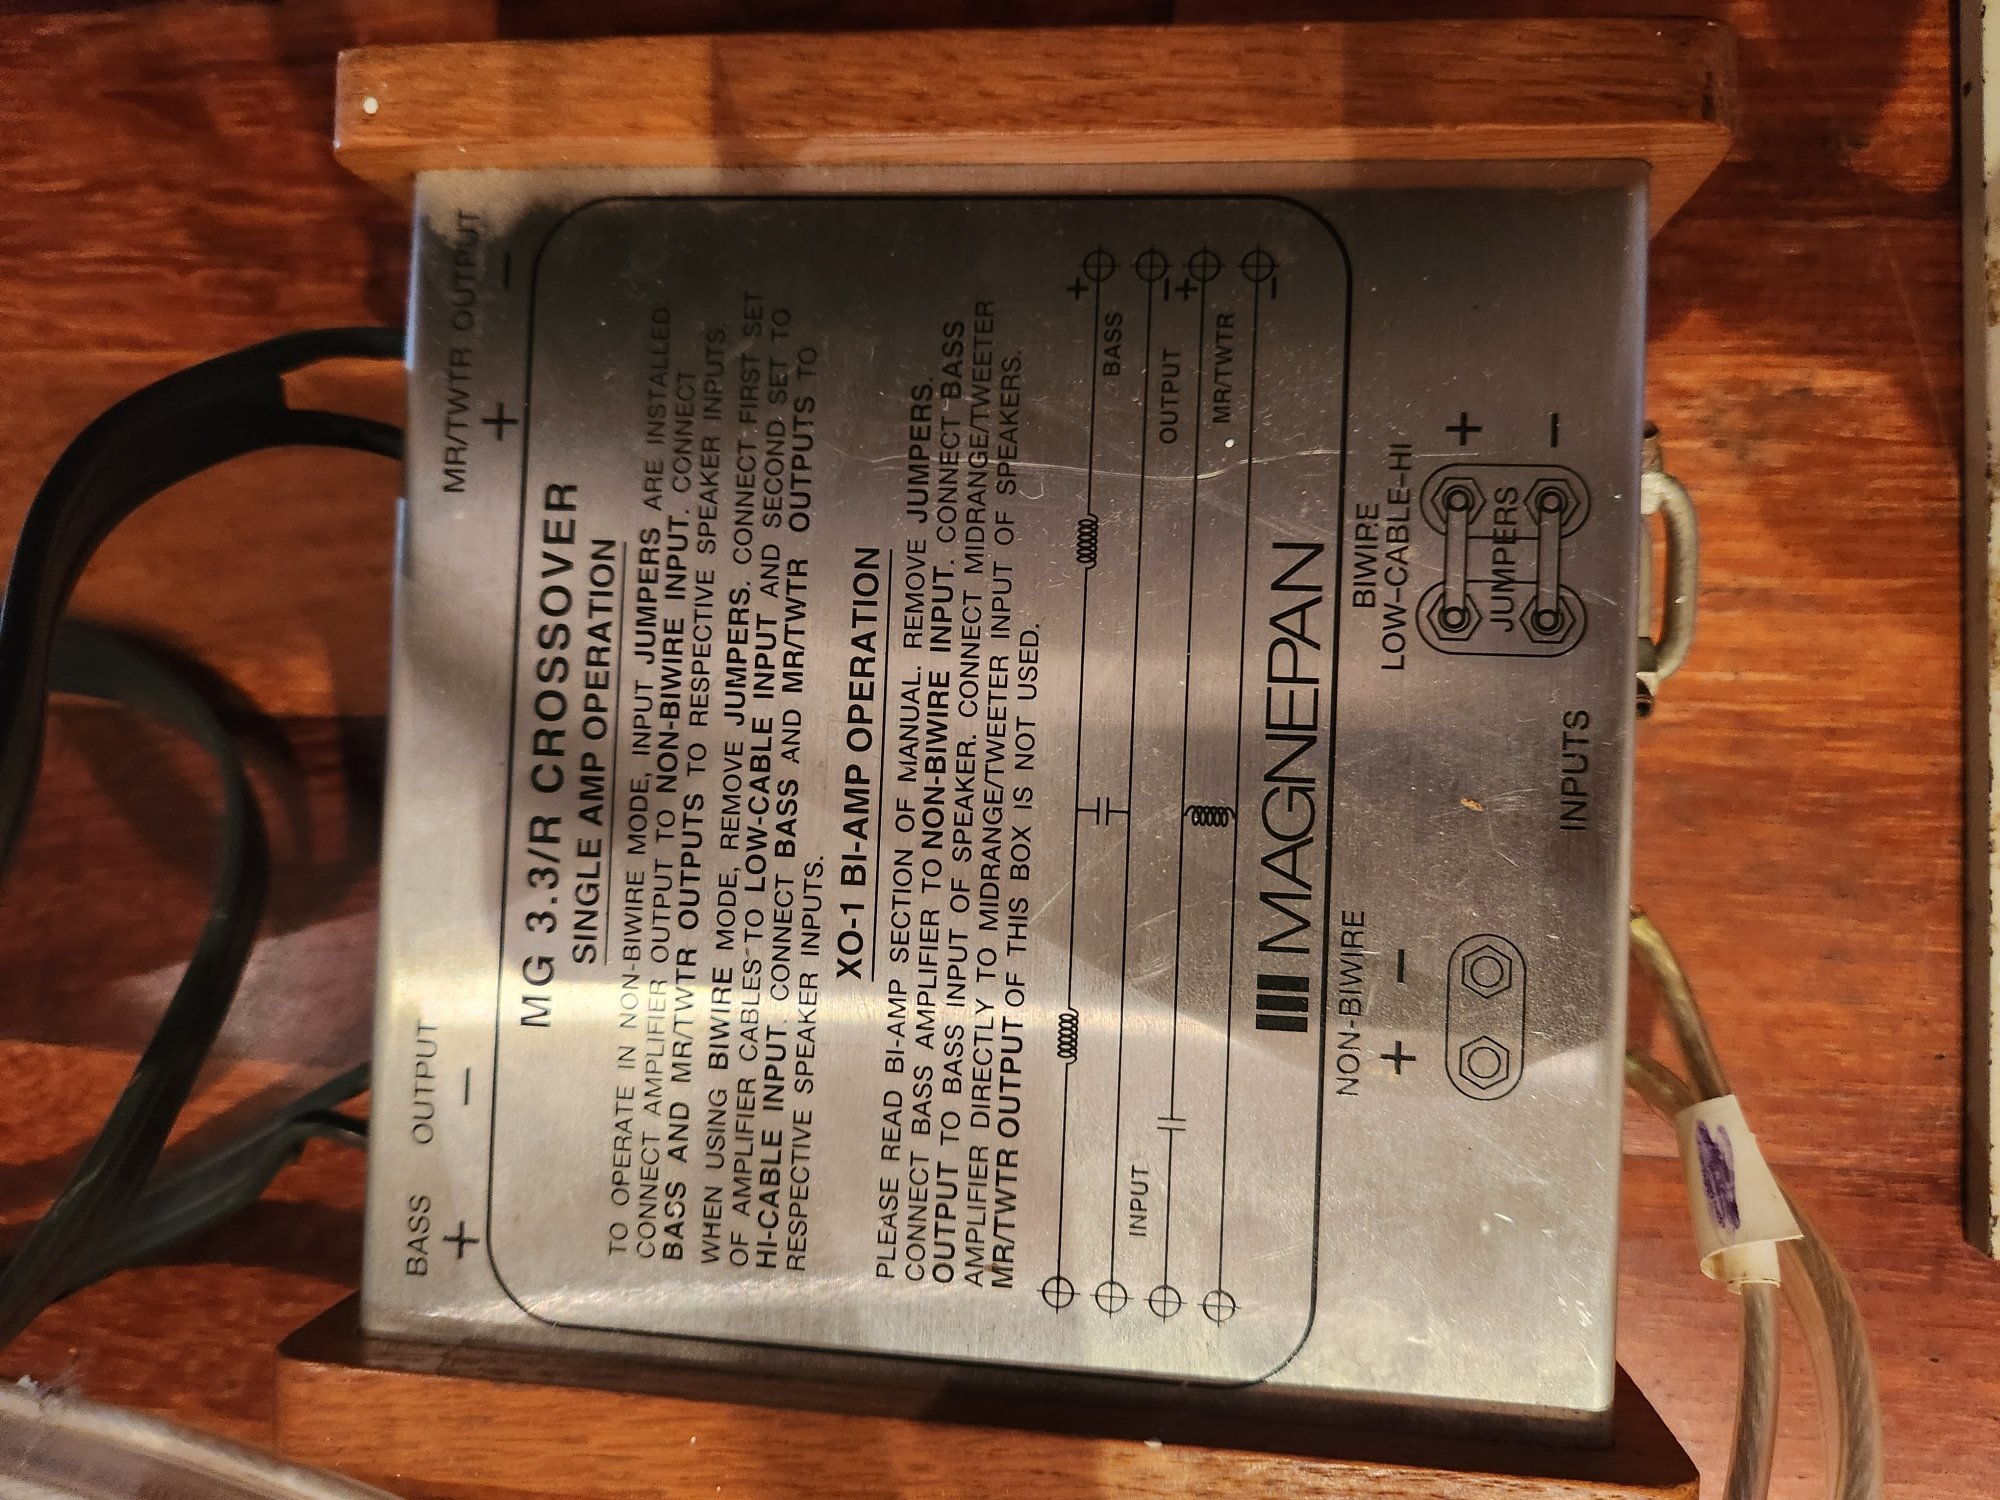 BASS OUTPUT
+ −
MR/TWTR OUTPUT
+ −
MG 3.3/R CROSSOVER
SINGLE AMP OPERATION
TO OPERATE IN NON-BIWIRE MODE, INPUT JUMPERS ARE INSTALLED.
CONNECT AMPLIFIER OUTPUT TO NON-BIWIRE INPUT. CONNECT
BASS AND MR/TWTR OUTPUTS TO RESPECTIVE SPEAKER INPUTS.
WHEN USING BIWIRE MODE, REMOVE JUMPERS. CONNECT FIRST SET
OF AMPLIFIER CABLES TO LOW-CABLE INPUT AND SECOND SET TO
HI-CABLE INPUT. CONNECT BASS AND MR/TWTR OUTPUTS TO
RESPECTIVE SPEAKER INPUTS.
XO-1 BI-AMP OPERATION
PLEASE READ BI-AMP SECTION OF MANUAL. REMOVE JUMPERS.
CONNECT BASS AMPLIFIER TO NON-BIWIRE INPUT. CONNECT BASS
OUTPUT TO BASS INPUT OF SPEAKER. CONNECT MIDRANGE/TWEETER
AMPLIFIER DIRECTLY TO MIDRANGE/TWEETER INPUT OF SPEAKERS.
MR/TWTR OUTPUT OF THIS BOX IS NOT USED.
+
BASS
INPUT
OUTPUT
−
+
MR/TWTR
−
MAGNEPAN
NON-BIWIRE
+ −
BIWIRE
LOW-CABLE-HI
+
JUMPERS
−
INPUTS